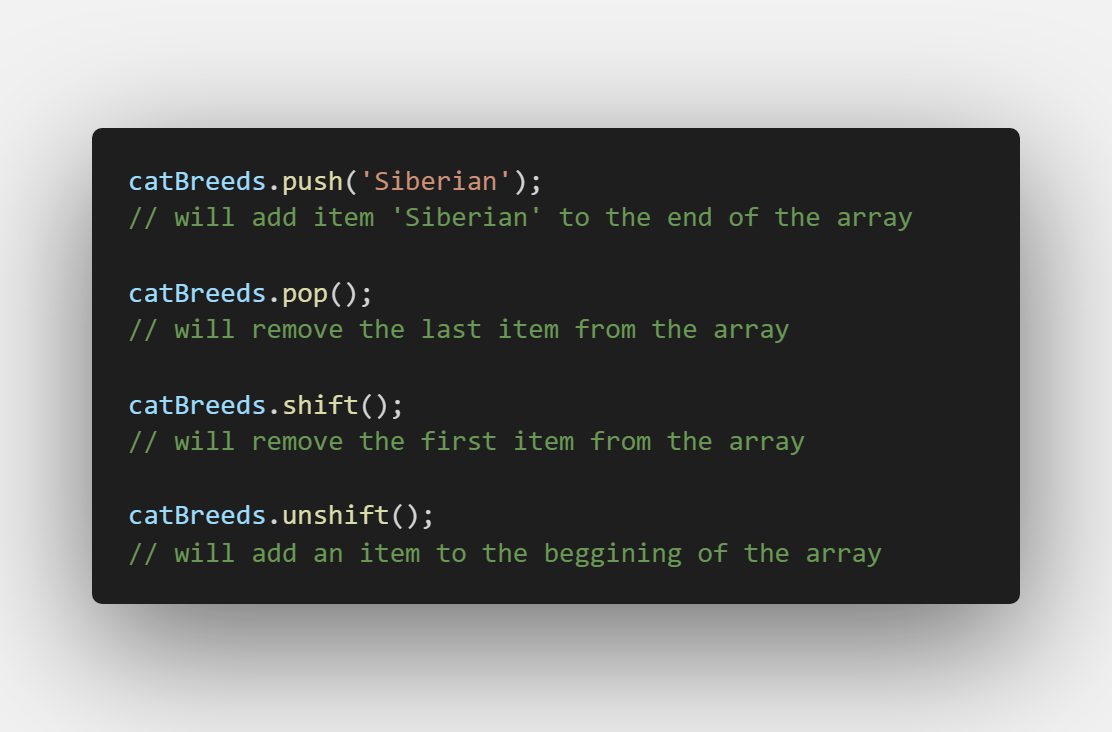 catBreeds.push('Siberian');
// will add item 'Siberian' to the end of the array
catBreeds.pop();
// will remove the last item from the array
catBreeds.shift();
// will remove the first item from the array
catBreeds.unshift();
// will add an item to the beggining of the array